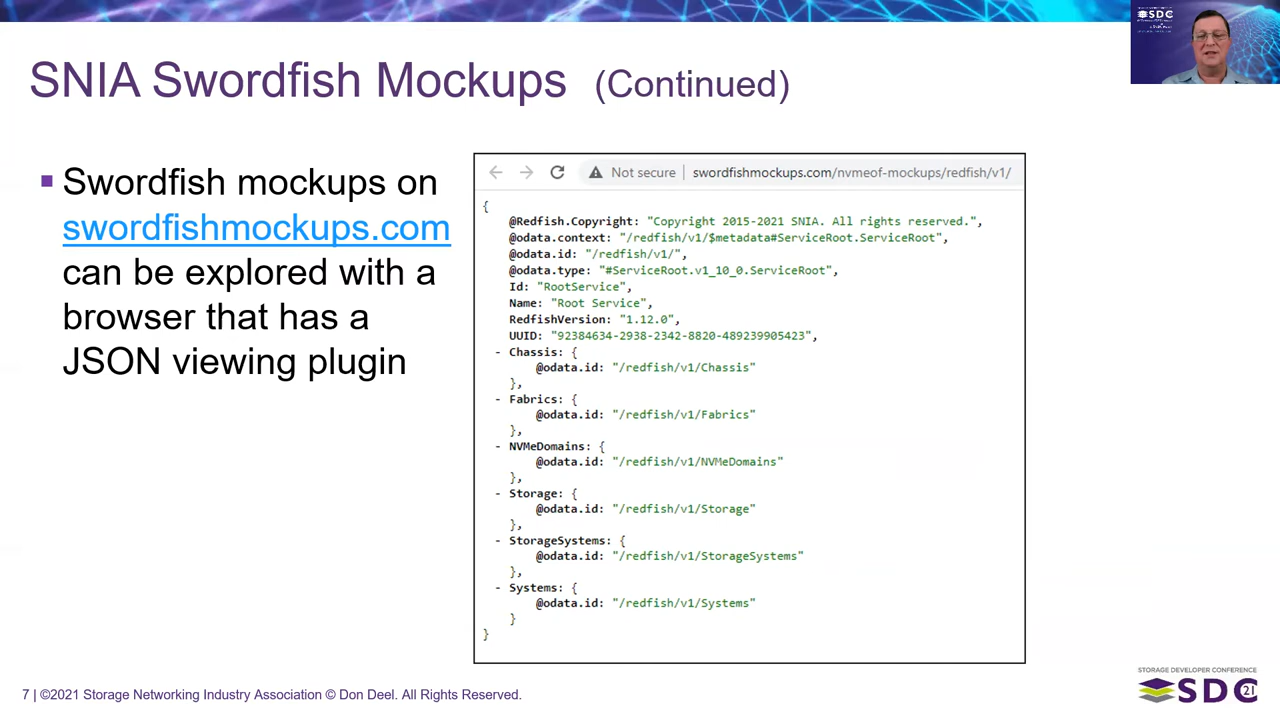 SDC
SNIA Swordfish Mockups (Continued)
▪ Swordfish mockups on
swordfishmockups.com
can be explored with a
browser that has a
JSON viewing plugin
Not secure | swordfishmockups.com/nvmeof-mockups/redfish/v1/
{
@Redfish.Copyright: "Copyright 2015-2021 SNIA. All rights reserved.",
@odata.context: "/redfish/v1/$metadata#ServiceRoot.ServiceRoot",
@odata.id: "/redfish/v1/",
@odata.type: "#ServiceRoot.v1_10_0.ServiceRoot",
Id: "RootService",
Name: "Root Service",
RedfishVersion: "1.12.0",
UUID: "92384634-2938-2342-8820-489239905423",
- Chassis: {
@odata.id: "/redfish/v1/Chassis"
},
- Fabrics: {
@odata.id: "/redfish/v1/Fabrics"
},
- NVMeDomains: {
@odata.id: "/redfish/v1/NVMeDomains"
},
- Storage: {
@odata.id: "/redfish/v1/Storage"
},
- StorageSystems: {
@odata.id: "/redfish/v1/StorageSystems"
},
- Systems: {
@odata.id: "/redfish/v1/Systems"
}
}
7 | ©2021 Storage Networking Industry Association © Don Deel. All Rights Reserved.
STORAGE DEVELOPER CONFERENCE
SDC 21